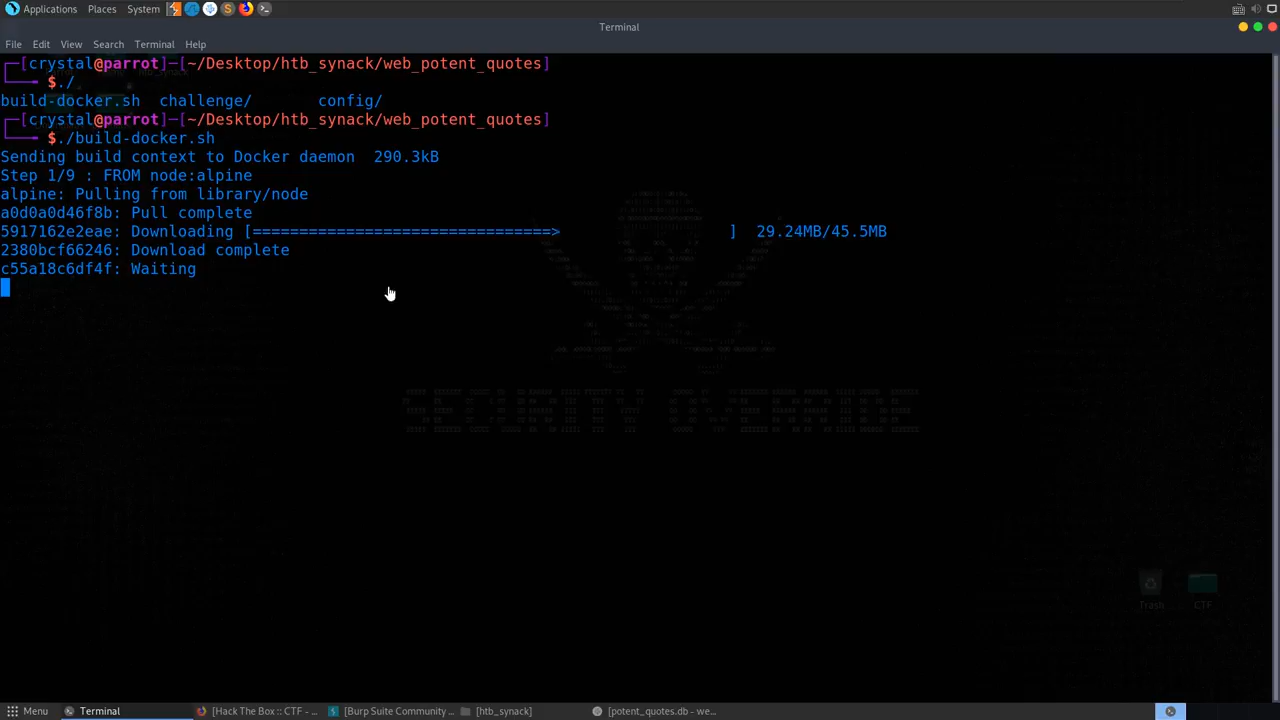 Applications Places System
Terminal
File Edit View Search Terminal Help
┌─[crystal@parrot]─[~/Desktop/htb_synack/web_potent_quotes]
└──╼ $./
build-docker.sh challenge/ config/
┌─[crystal@parrot]─[~/Desktop/htb_synack/web_potent_quotes]
└──╼ $./build-docker.sh
Sending build context to Docker daemon 290.3kB
Step 1/9 : FROM node:alpine
alpine: Pulling from library/node
a0d0a0d46f8b: Pull complete
5917162e2eae: Downloading [================================> ] 29.24MB/45.5MB
2380bcf66246: Download complete
c55a18c6df4f: Waiting
Trash CTF
Menu Terminal [Hack The Box :: CTF - ... [Burp Suite Community ... [htb_synack] [potent_quotes.db - we...